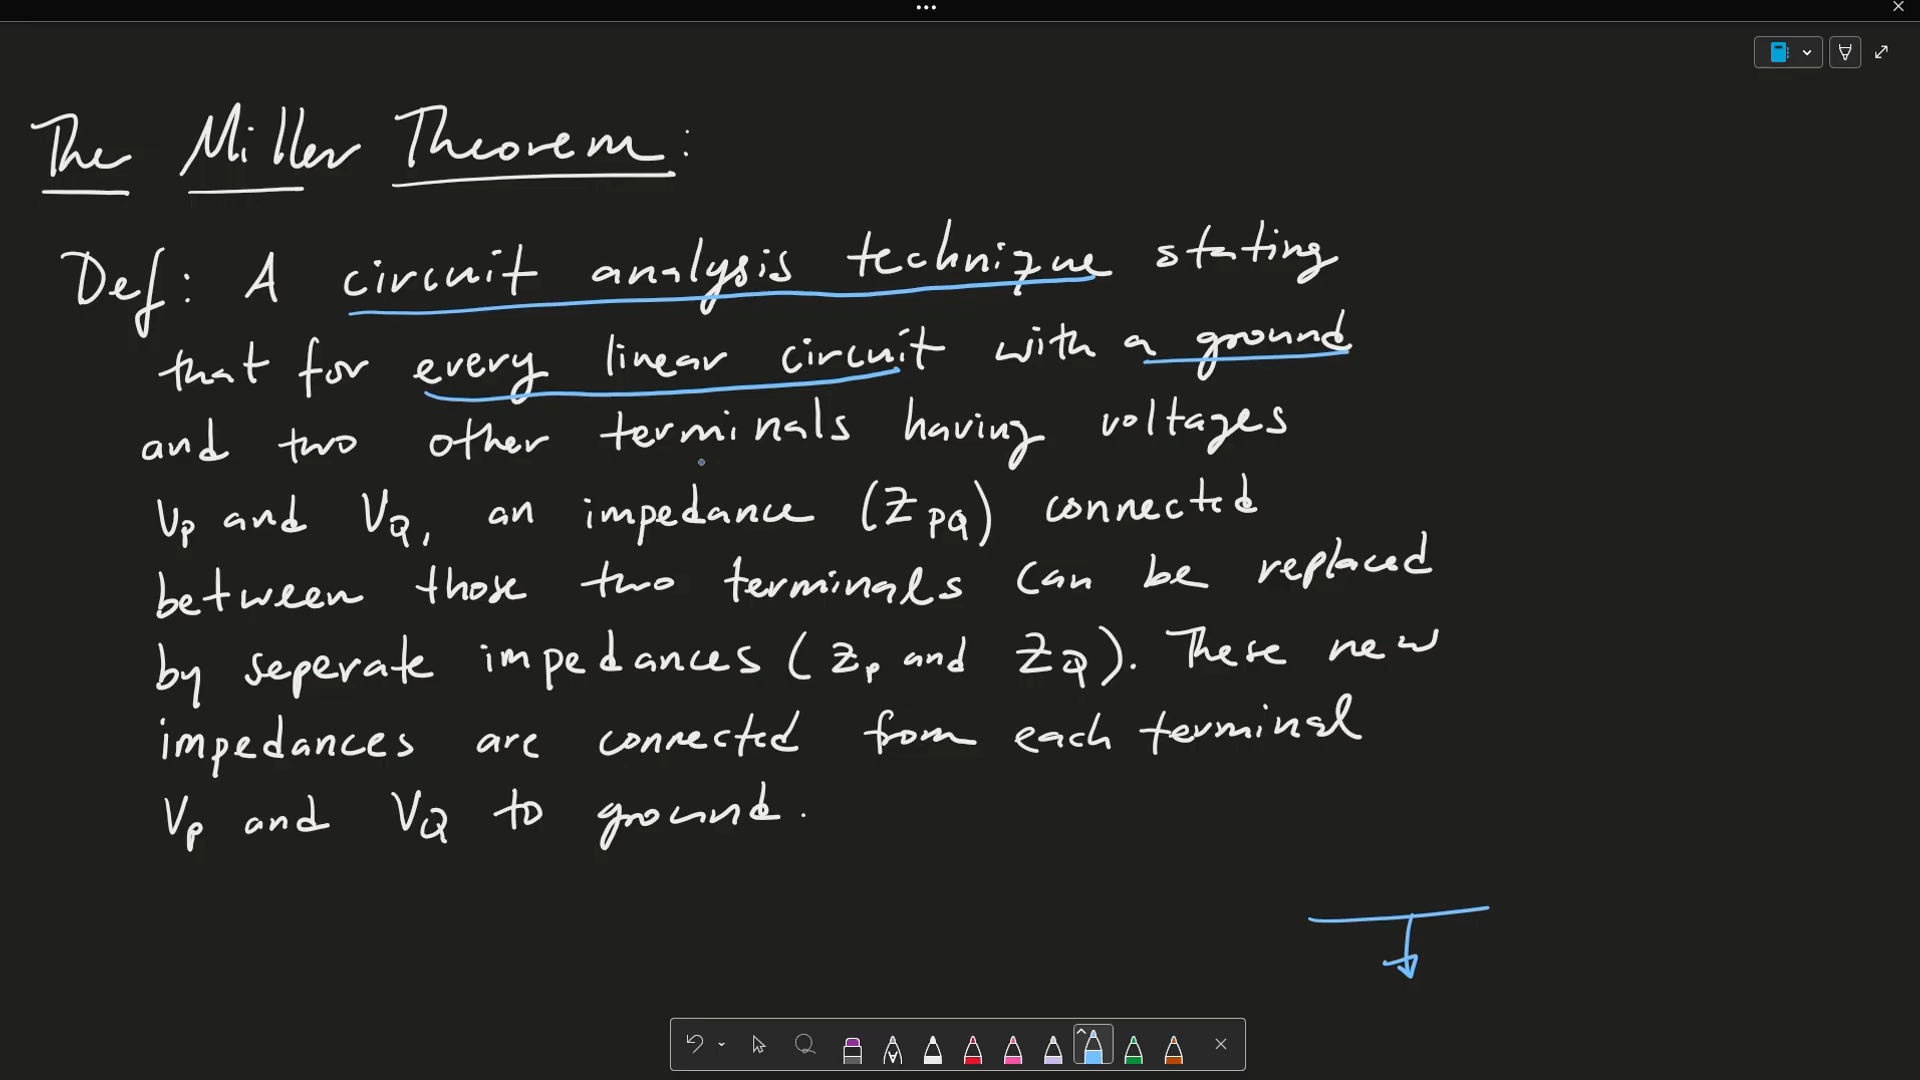 The Miller Theorem:
Def: A circuit analysis technique stating
that for every linear circuit with a ground
and two other terminals having voltages
Vp and VQ, an impedance (ZPQ) connected
between those two terminals can be replaced
by seperate impedances (Zp and ZQ). These new
impedances are connected from each terminal
Vp and VQ to ground.